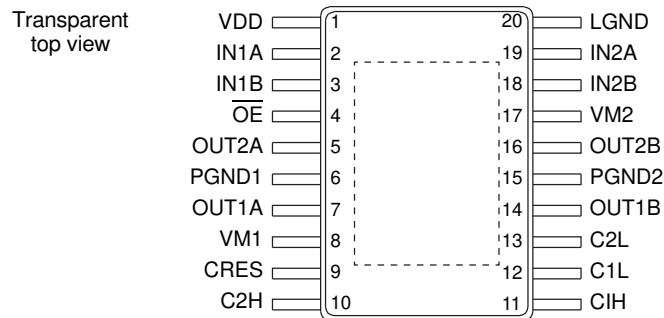 Transparent
top view
VDD 1 20 LGND
IN1A 2 19 IN2A
IN1B 3 18 IN2B
OE 4 17 VM2
OUT2A 5 16 OUT2B
PGND1 6 15 PGND2
OUT1A 7 14 OUT1B
VM1 8 13 C2L
CRES 9 12 C1L
C2H 10 11 CIH